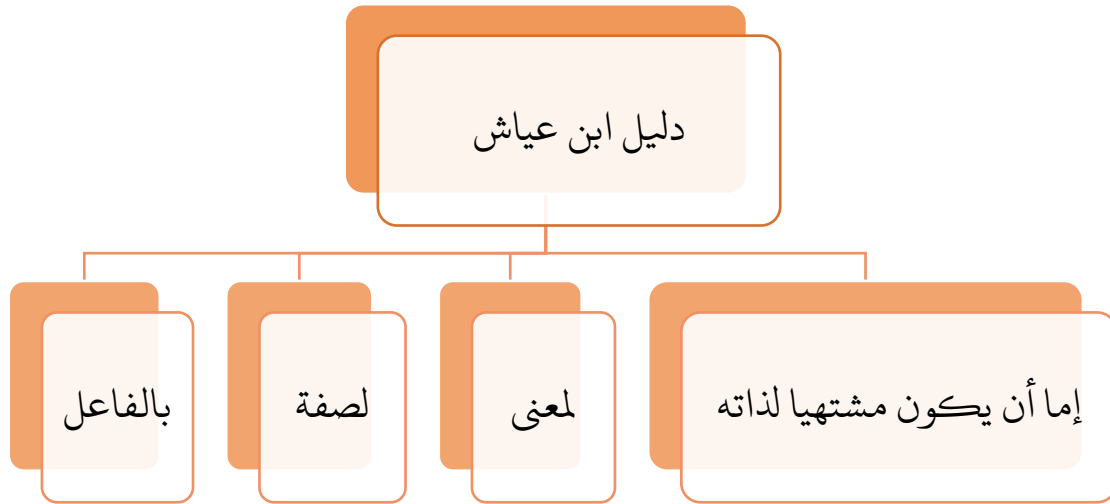 دليل ابن عياش
إما أن يكون مشتهيا لذاته
لمعنى
لصفة
بالفاعل